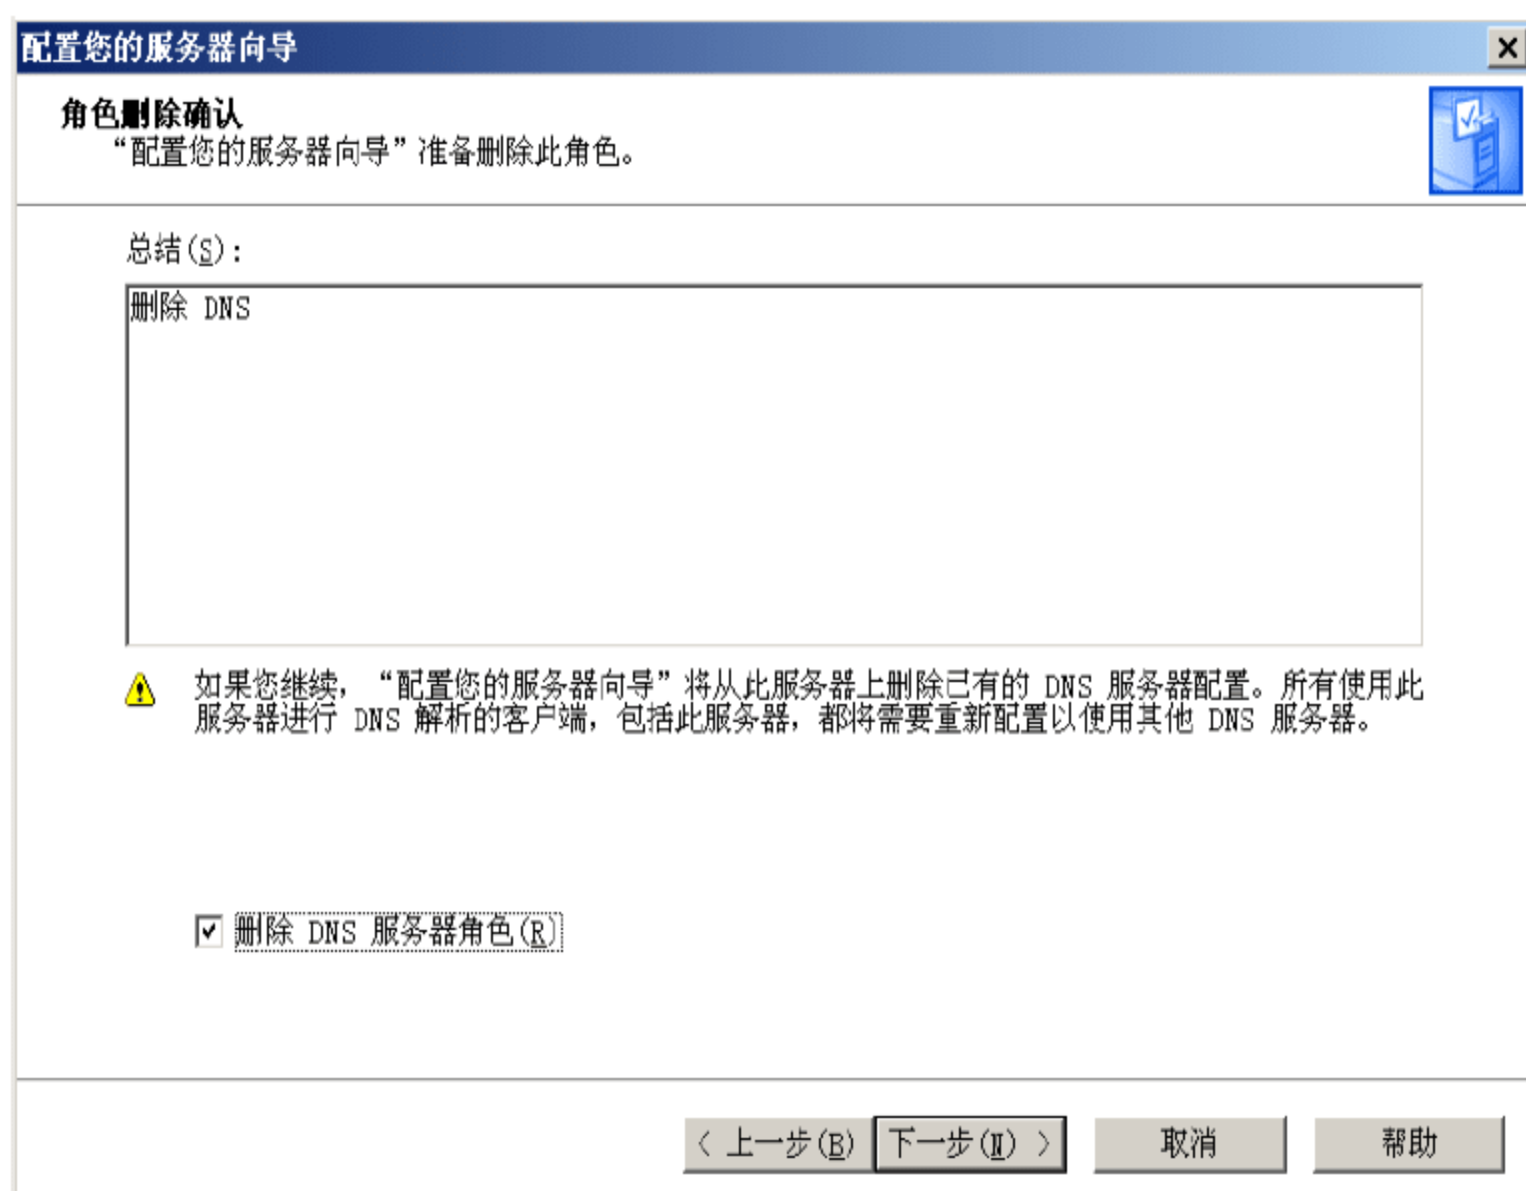 配置您的服务器向导
角色删除确认
“配置您的服务器向导”准备删除此角色。
总结(S):
删除 DNS
如果您继续，“配置您的服务器向导”将从此服务器上删除已有的 DNS 服务器配置。所有使用此
服务器进行 DNS 解析的客户端，包括此服务器，都将需要重新配置以使用其他 DNS 服务器。
删除 DNS 服务器角色(R)
< 上一步(B) 下一步(N) > 取消 帮助